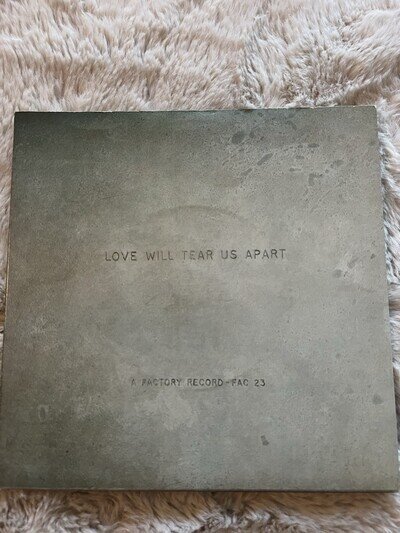 LOVE WILL TEAR US APART
A FACTORY RECORD-FAC 23